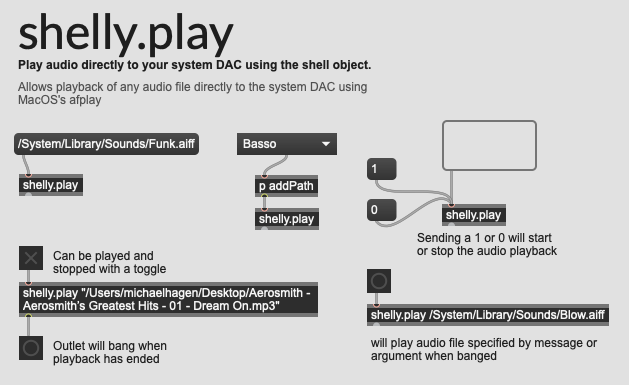 shelly.play
Play audio directly to your system DAC using the shell object.
Allows playback of any audio file directly to the system DAC using
MacOS's afplay
/System/Library/Sounds/Funk.aiff
shelly.play
Basso
p addPath
shelly.play
1
0
shelly.play
Sending a 1 or 0 will start
or stop the audio playback
Can be played and
stopped with a toggle
shelly.play "/Users/michaelhagen/Desktop/Aerosmith -
Aerosmith's Greatest Hits - 01 - Dream On.mp3"
Outlet will bang when
playback has ended
shelly.play /System/Library/Sounds/Blow.aiff
will play audio file specified by message or
argument when banged